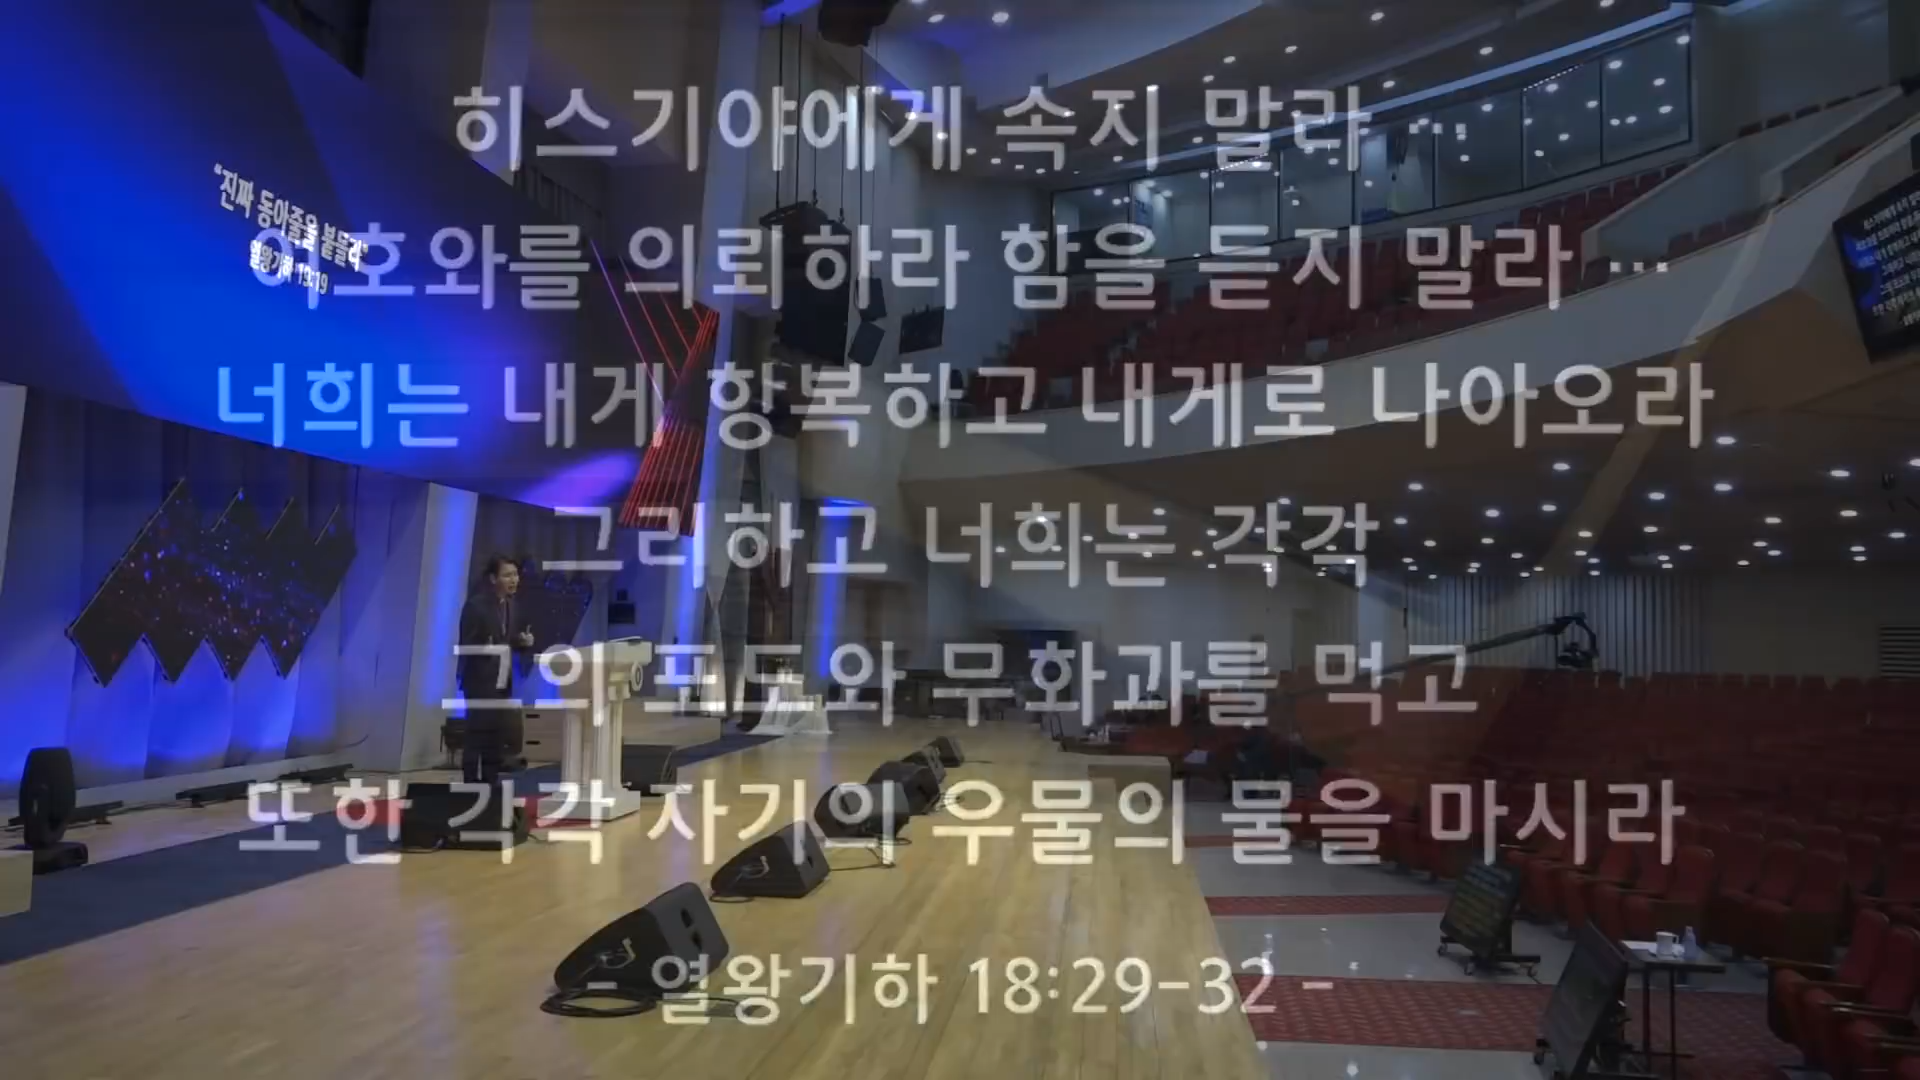 히스기야에게 속지 말라 ...
여호와를 의뢰하라 함을 듣지 말라 ...
너희는 내게 항복하고 내게로 나아오라
그리하고 너희는 각각
그의 포도와 무화과를 먹고
또한 각각 자기의 우물의 물을 마시라
- 열왕기하 18:29-32 -
"진짜 동아줄을 붙들라"
열왕기하 19:19